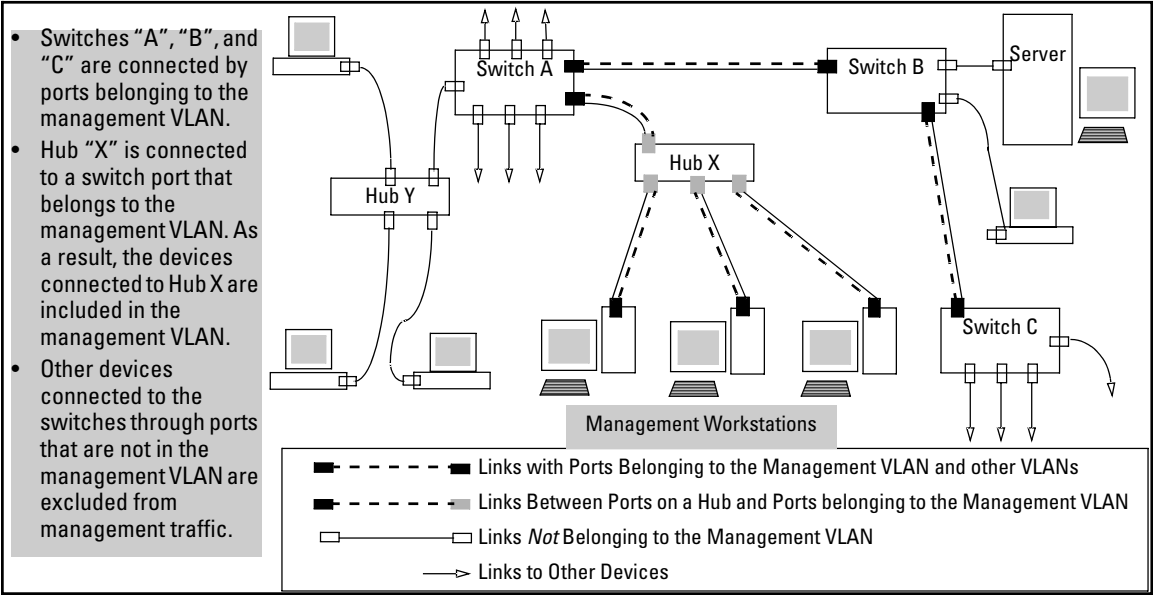 • Switches “A”, “B”, and
“C” are connected by
ports belonging to the
management VLAN.
• Hub “X” is connected
to a switch port that
belongs to the
management VLAN. As
a result, the devices
connected to Hub X are
included in the
management VLAN.
• Other devices
connected to the
switches through ports
that are not in the
management VLAN are
excluded from
management traffic.
Switch A
Switch B
Server
Hub X
Hub Y
Switch C
Management Workstations
Links with Ports Belonging to the Management VLAN and other VLANs
Links Between Ports on a Hub and Ports belonging to the Management VLAN
Links Not Belonging to the Management VLAN
Links to Other Devices